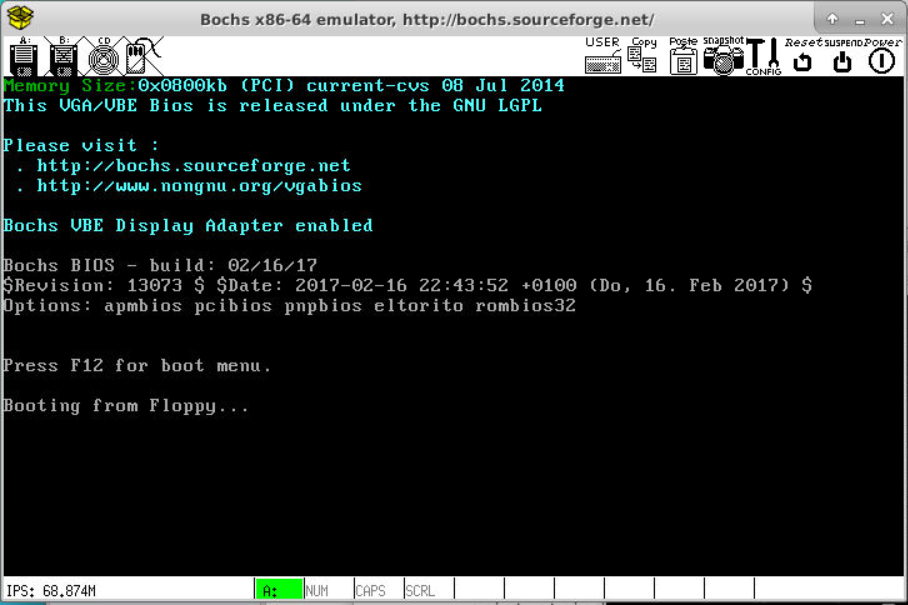 Bochs x86-64 emulator, http://bochs.sourceforge.net/
A: B: CD USER Copy Paste snapshot CONFIG Reset SUSPEND Power
Memory Size:0x0800kb (PCI) current-cvs 08 Jul 2014
This VGA/VBE Bios is released under the GNU LGPL
Please visit :
. http://bochs.sourceforge.net
. http://www.nongnu.org/vgabios
Bochs VBE Display Adapter enabled
Bochs BIOS - build: 02/16/17
$Revision: 13073 $ $Date: 2017-02-16 22:43:52 +0100 (Do, 16. Feb 2017) $
Options: apmbios pcibios pnpbios eltorito rombios32
Press F12 for boot menu.
Booting from Floppy...
IPS: 68.874M A: NUM CAPS SCRL